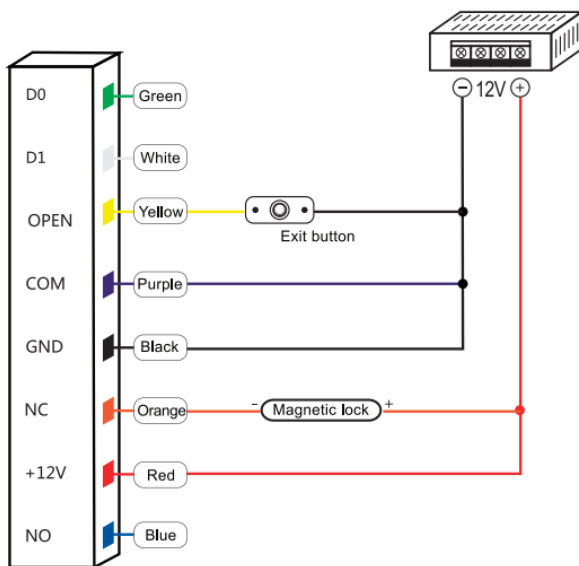 − 12V +
D0 Green
D1 White
OPEN Yellow
Exit button
COM Purple
GND Black
NC Orange - Magnetic lock +
+12V Red
NO Blue